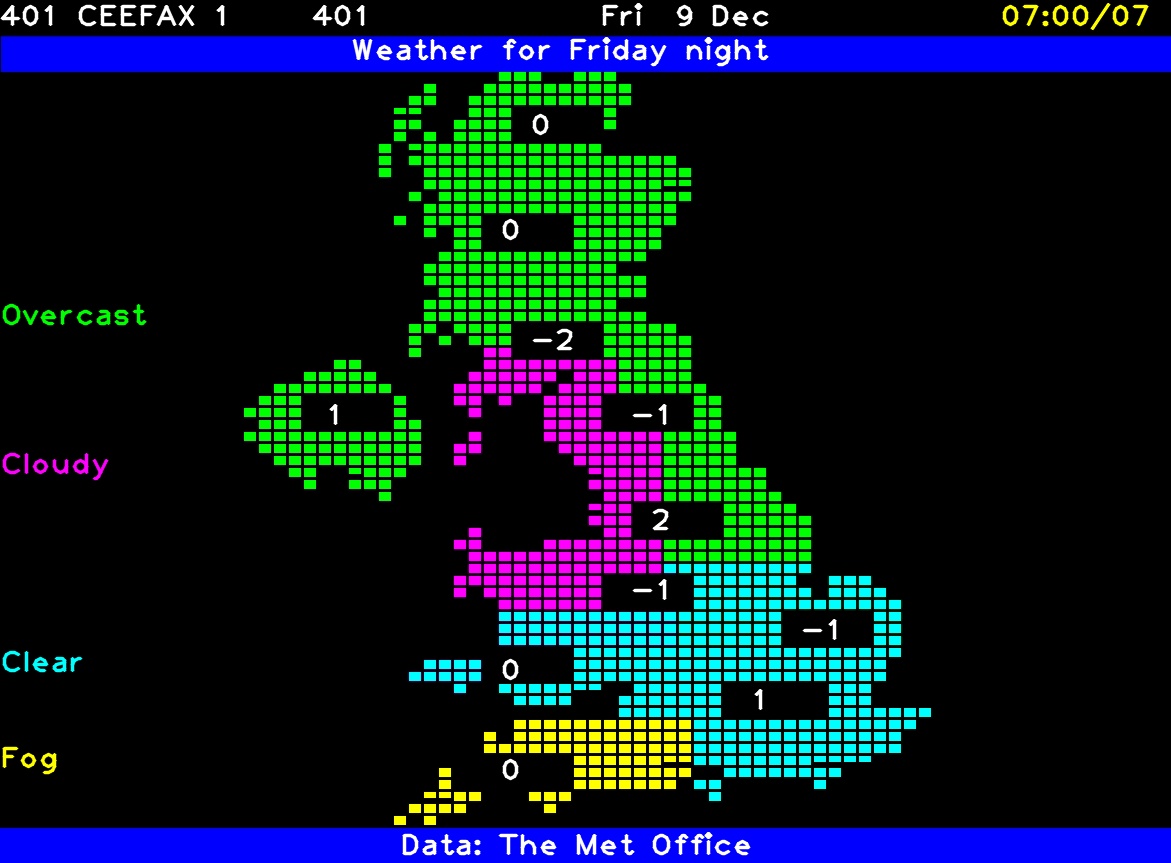 401 CEEFAX 1 401 Fri 9 Dec 07:00/07
Weather for Friday night
0
0
Overcast
-2
1
-1
Cloudy
2
-1
-1
Clear
0
1
Fog
0
Data: The Met Office